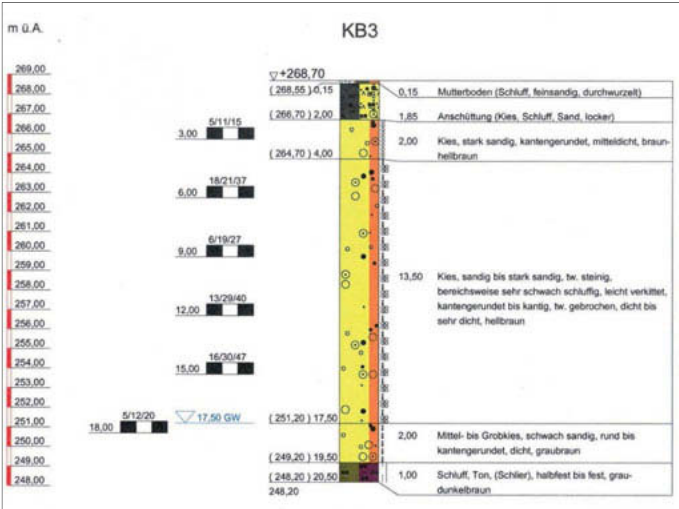 m ü.A.
KB3
269,00
268,00
267,00
266,00
265,00
264,00
263,00
262,00
261,00
260,00
259,00
258,00
257,00
256,00
255,00
254,00
253,00
252,00
251,00
250,00
249,00
248,00
5/11/15
3,00
18/21/37
6,00
6/19/27
9,00
13/29/40
12,00
16/30/47
15,00
5/12/20
18,00
17,50 GW
+268,70
( 268,55 ) 0,15
( 266,70 ) 2,00
( 264,70 ) 4,00
( 251,20 ) 17,50
( 249,20 ) 19,50
( 248,20 ) 20,50
248,20
0,15 Mutterboden (Schluff, feinsandig, durchwurzelt)
1,85 Anschüttung (Kies, Schluff, Sand, locker)
2,00 Kies, stark sandig, kantengerundet, mitteldicht, braun-
hellbraun
13,50 Kies, sandig bis stark sandig, tw. steinig,
bereichsweise sehr schwach schluffig, leicht verkittet,
kantengerundet bis kantig, tw. gebrochen, dicht bis
sehr dicht, hellbraun
2,00 Mittel- bis Grobkies, schwach sandig, rund bis
kantengerundet, dicht, graubraun
1,00 Schluff, Ton, (Schlier), halbfest bis fest, grau-
dunkelbraun